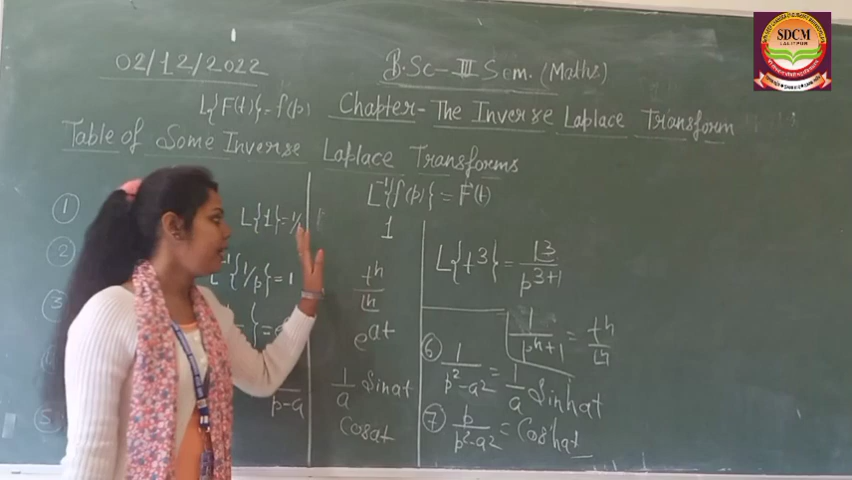 SDCM
LALITPUR
02/12/2022
B.Sc-III Sem. (Maths)
L{F(t)}=f(p)
Chapter-The Inverse Laplace Transform
Table of Some Inverse Laplace Transforms
L⁻¹{f(p)}=F(t)
① L{1}=1/p
1
② L⁻¹{1/p}=1
tⁿ/∟n
L{t³}=∟3/p³⁺¹
③
eᵃᵗ
1/pⁿ+1 = tⁿ/∟n
1/a Sinat
⑥ 1/p²-a² = 1/a Sinhat
p-a
⑤
Cosat
⑦ p/p²-a² = Coshat